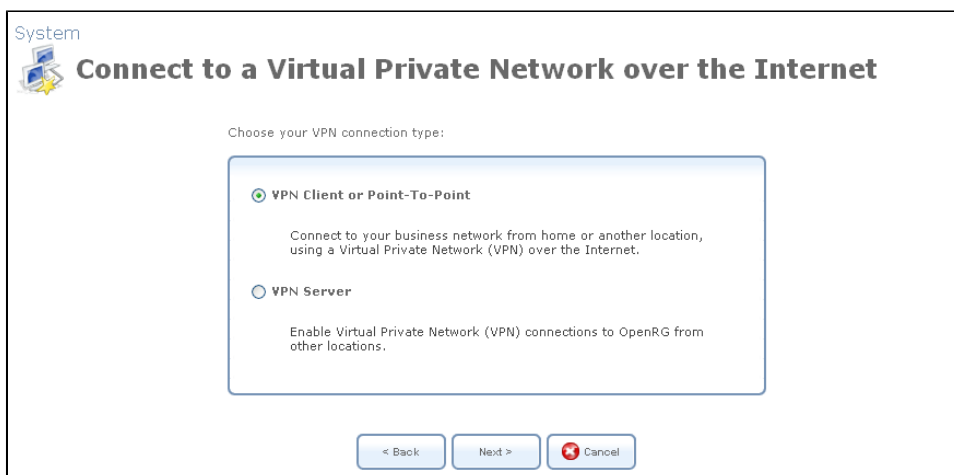 System
Connect to a Virtual Private Network over the Internet
Choose your VPN connection type:
VPN Client or Point-To-Point
Connect to your business network from home or another location,
using a Virtual Private Network (VPN) over the Internet.
VPN Server
Enable Virtual Private Network (VPN) connections to OpenRG from
other locations.
< Back
Next >
Cancel